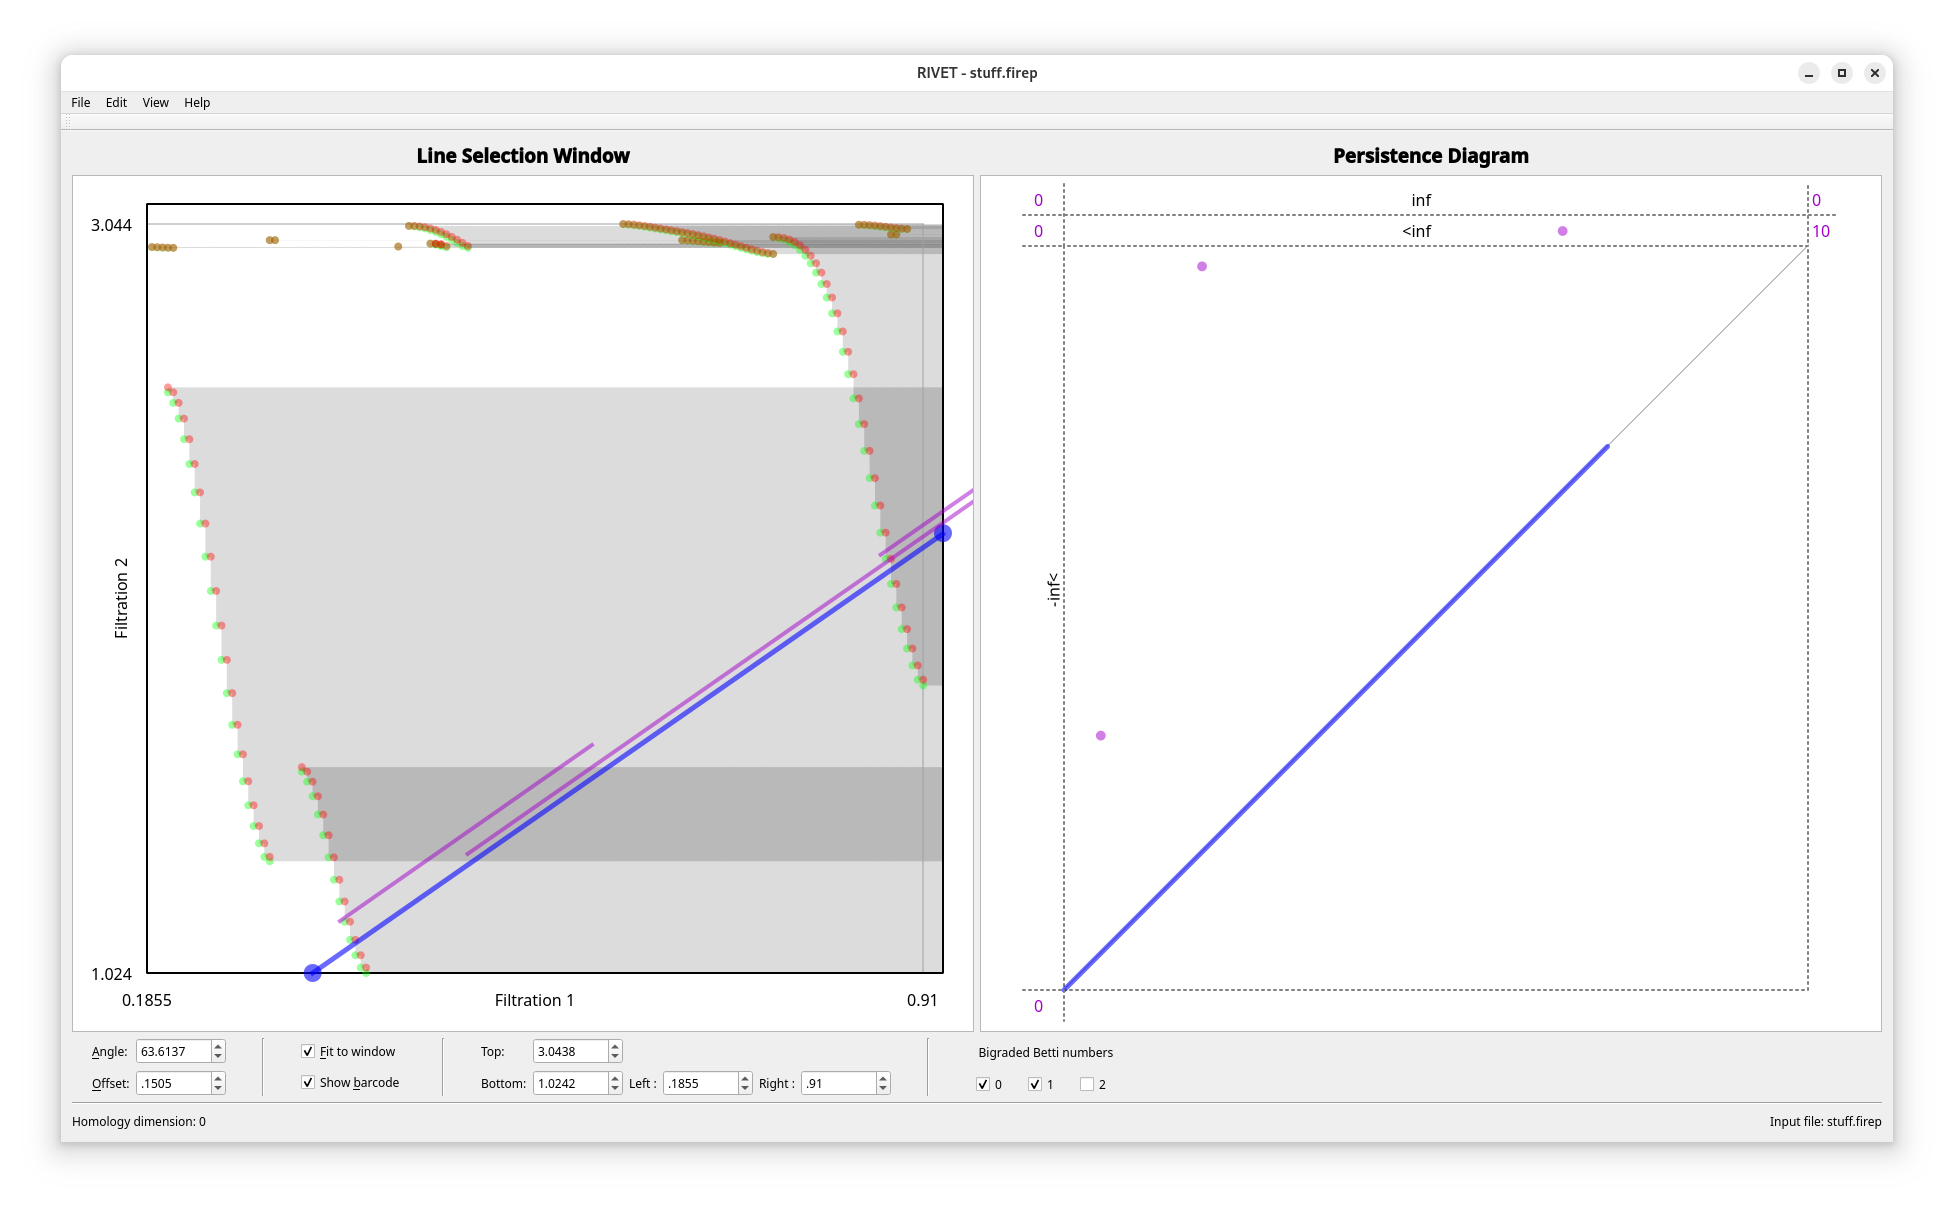 RIVET - stuff.firep
File Edit View Help
Line Selection Window
Persistence Diagram
3.044
Filtration 2
1.024
0.1855
Filtration 1
0.91
0
inf
0
0
<inf
10
-inf<
0
Angle: 63.6137
Fit to window
Top: 3.0438
Bigraded Betti numbers
Offset: .1505
Show barcode
Bottom: 1.0242 Left : .1855 Right : .91
0 1 2
Homology dimension: 0
Input file: stuff.firep